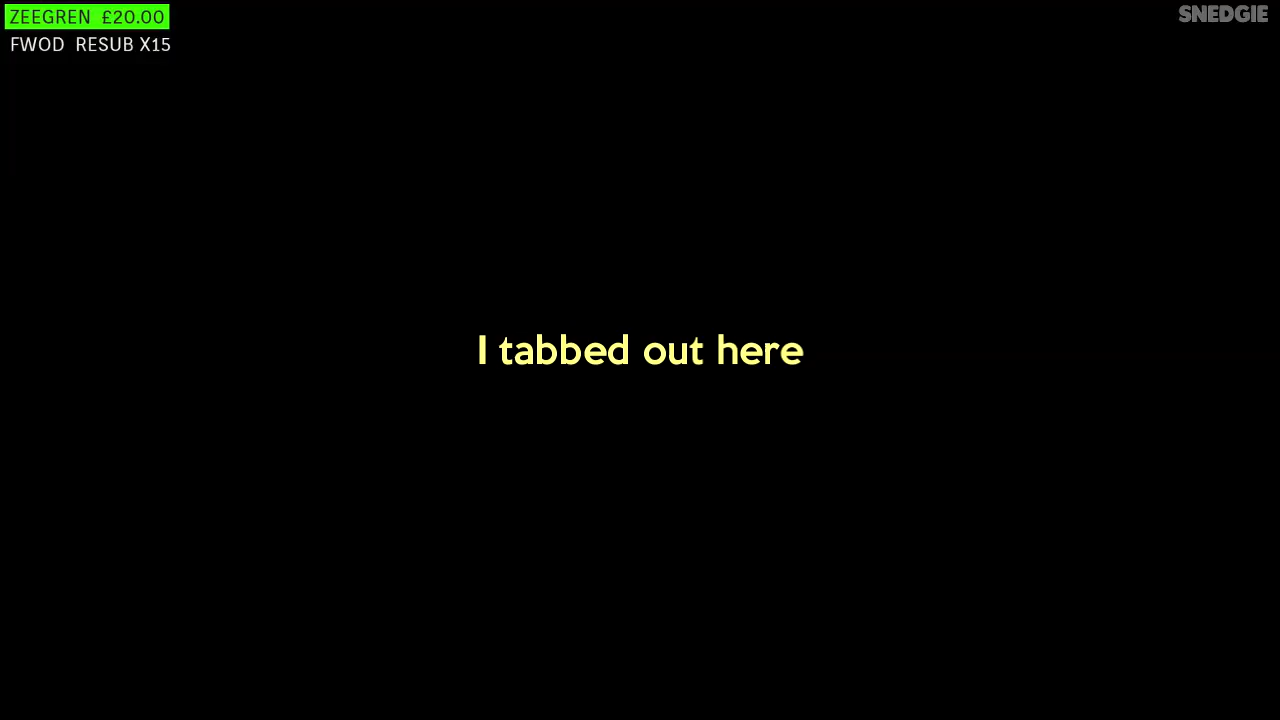 ZEEGREN £20.00
SNEDGIE
FWOD RESUB X15
I tabbed out here